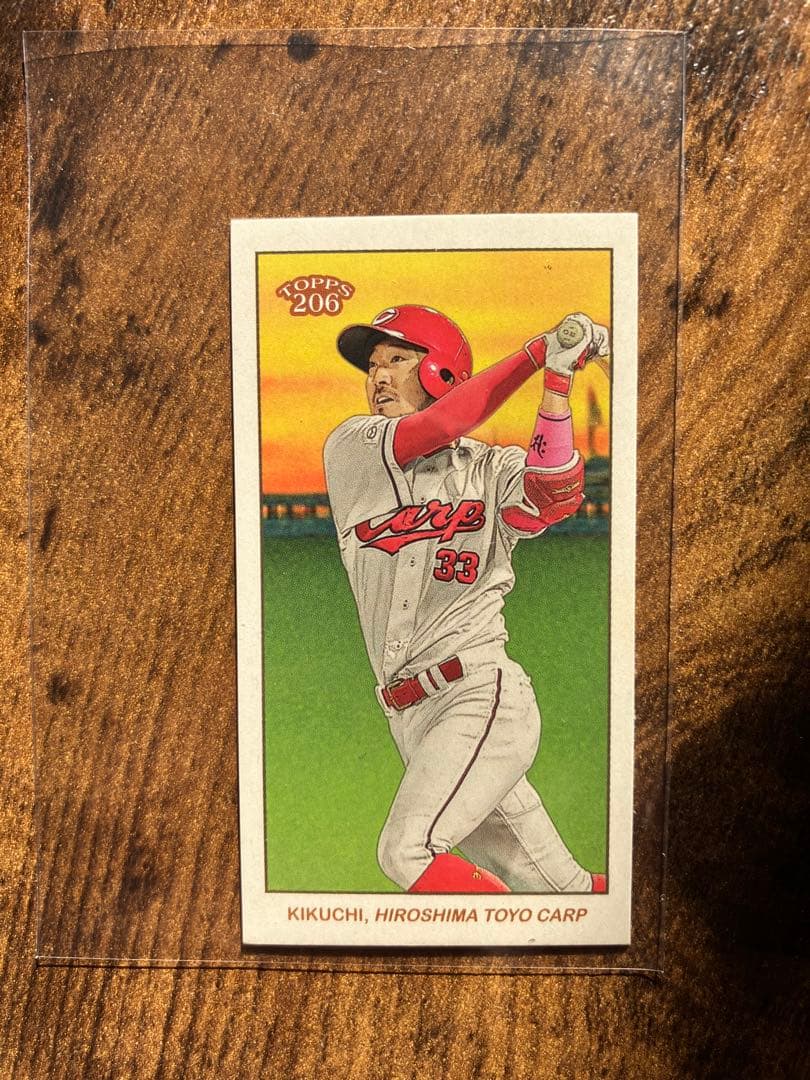 TOPPS
206
Carp
33
KIKUCHI, HIROSHIMA TOYO CARP